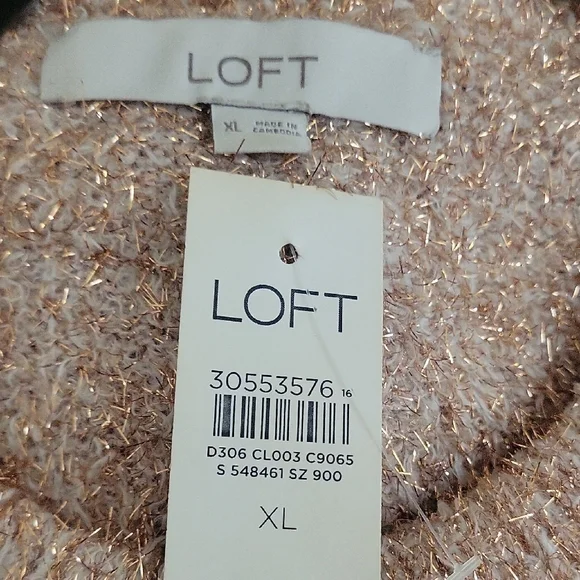 LOFT
XL MADE IN
CAMBODIA
LOFT
30553576 16
D306 CL003 C9065
S 548461 SZ 900
XL